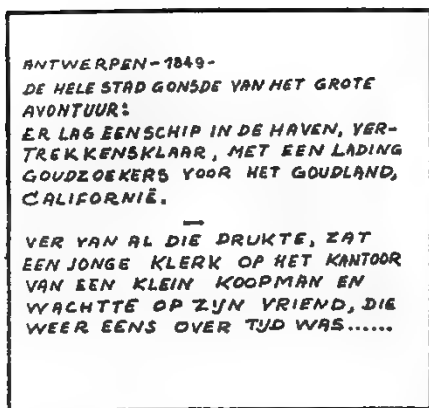 ANTWERPEN-1849-
DE HELE STAD GONSDE VAN HET GROTE
AVONTUUR:
ER LAG EEN SCHIP IN DE HAVEN, VER-
TREKKENSKLAAR, MET EEN LADING
GOUDZOEKERS VOOR HET GOUDLAND,
CALIFORNIË.
VER VAN AL DIE DRUKTE, ZAT
EEN JONGE KLERK OP HET KANTOOR
VAN EEN KLEIN KOOPMAN EN
WACHTTE OP ZIJN VRIEND, DIE
WEER EENS OVER TIJD WAS......